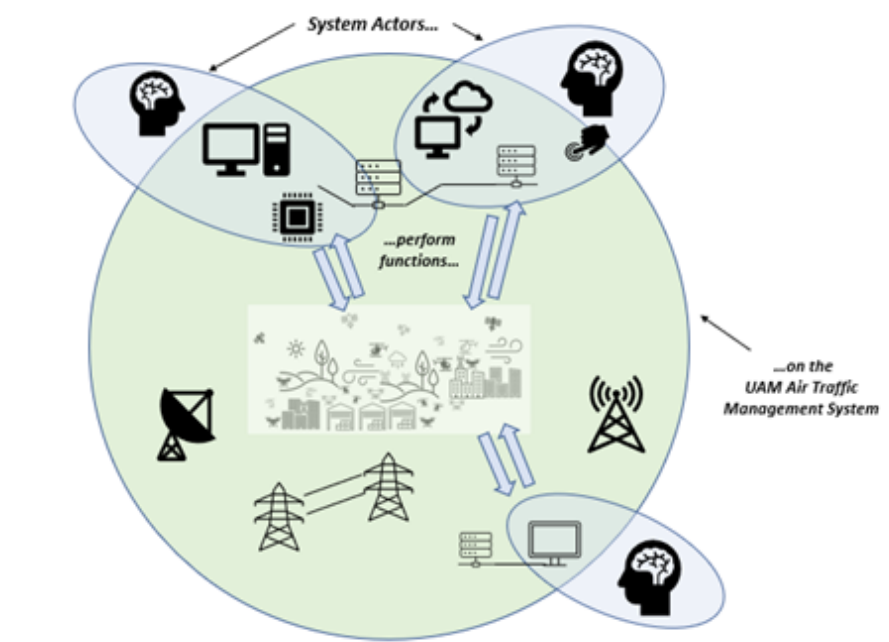 System Actors...
...perform
functions...
...on the
UAM Air Traffic
Management System